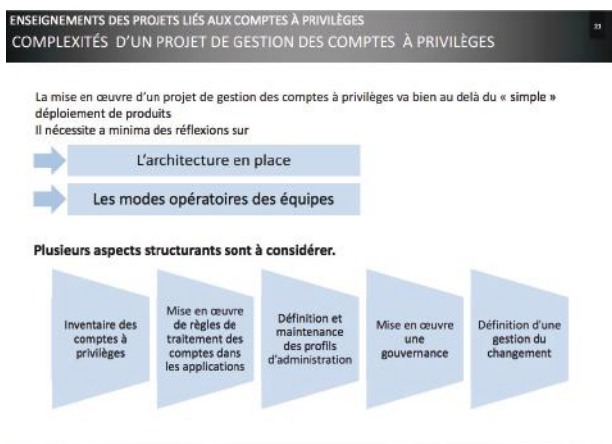 ENSEIGNEMENTS DES PROJETS LIÉS AUX COMPTES À PRIVILÈGES
23
COMPLEXITÉS D'UN PROJET DE GESTION DES COMPTES À PRIVILÈGES
La mise en œuvre d'un projet de gestion des comptes à privilèges va bien au delà du « simple »
déploiement de produits
Il nécessite a minima des réflexions sur
L'architecture en place
Les modes opératoires des équipes
Plusieurs aspects structurants sont à considérer.
Inventaire des
comptes à
privilèges
Mise en œuvre
de règles de
traitement des
comptes dans
les applications
Définition et
maintenance
des profils
d'administration
Mise en œuvre
une
gouvernance
Définition d'une
gestion du
changement